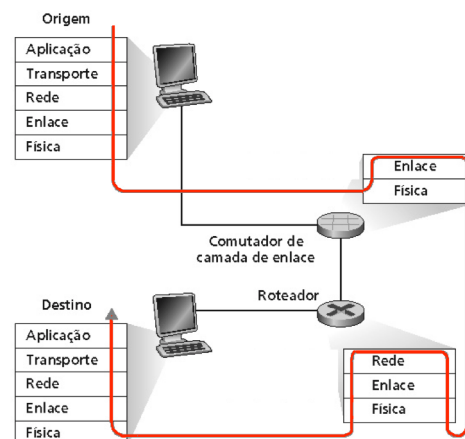 Origem
Aplicação
Transporte
Rede
Enlace
Física
Enlace
Física
Comutador de
camada de enlace
Roteador
Destino
Aplicação
Transporte
Rede
Enlace
Física
Rede
Enlace
Física